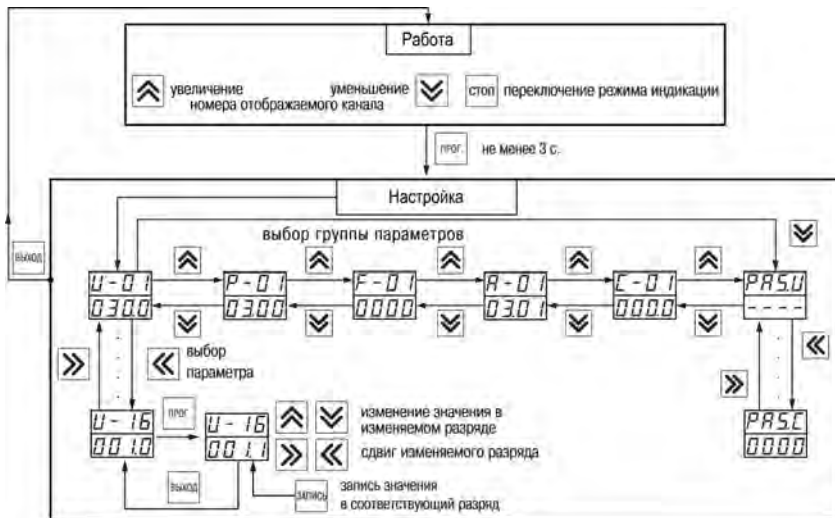 Работа
увеличение
уменьшение
номера отображаемого канала
СТОП
переключение режима индикации
ПРОГ.
не менее 3 с.
Настройка
выбор группы параметров
ВЫХОД
U-01
030.0
P-01
03.00
F-01
0000
A-01
03.01
C-01
000.0
PAS.U
----
выбор
параметра
U-16
001.0
ПРОГ
U-16
001.1
изменение значения в
изменяемом разряде
сдвиг изменяемого разряда
PAS.C
0000
ВЫХОД
ЗАПИСЬ
запись значения
в соответствующий разряд